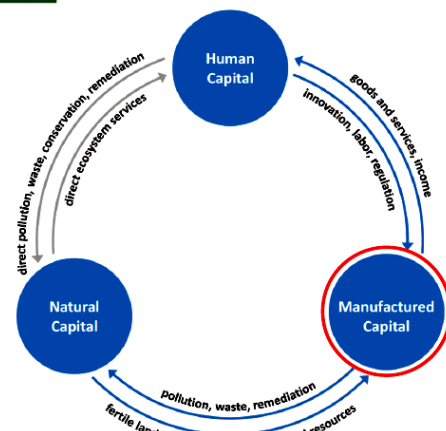 Human
Capital
direct pollution, waste, conservation, remediation
direct ecosystem services
goods and services, income
innovation, labor, regulation
Natural
Capital
Manufactured
Capital
pollution, waste, remediation
fertile
resources